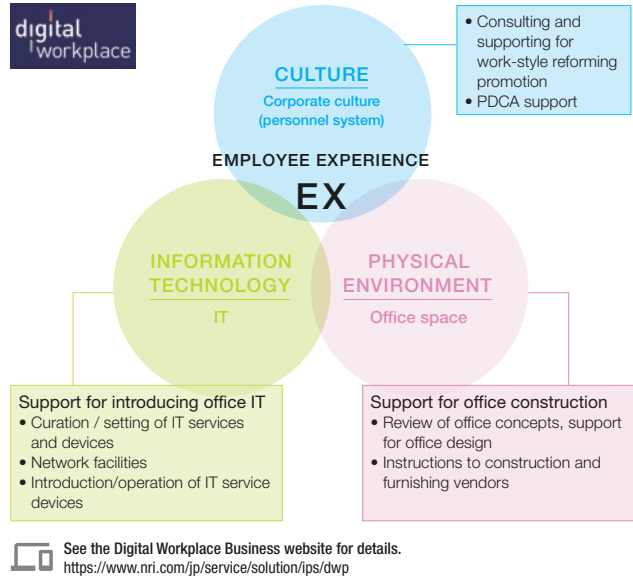 digital
workplace
CULTURE
Corporate culture
(personnel system)
• Consulting and
supporting for
work-style reforming
promotion
• PDCA support
EMPLOYEE EXPERIENCE
EX
INFORMATION
TECHNOLOGY
IT
PHYSICAL
ENVIRONMENT
Office space
Support for introducing office IT
• Curation / setting of IT services
and devices
• Network facilities
• Introduction/operation of IT service
devices
Support for office construction
• Review of office concepts, support
for office design
• Instructions to construction and
furnishing vendors
See the Digital Workplace Business website for details.
https://www.nri.com/jp/service/solution/ips/dwp